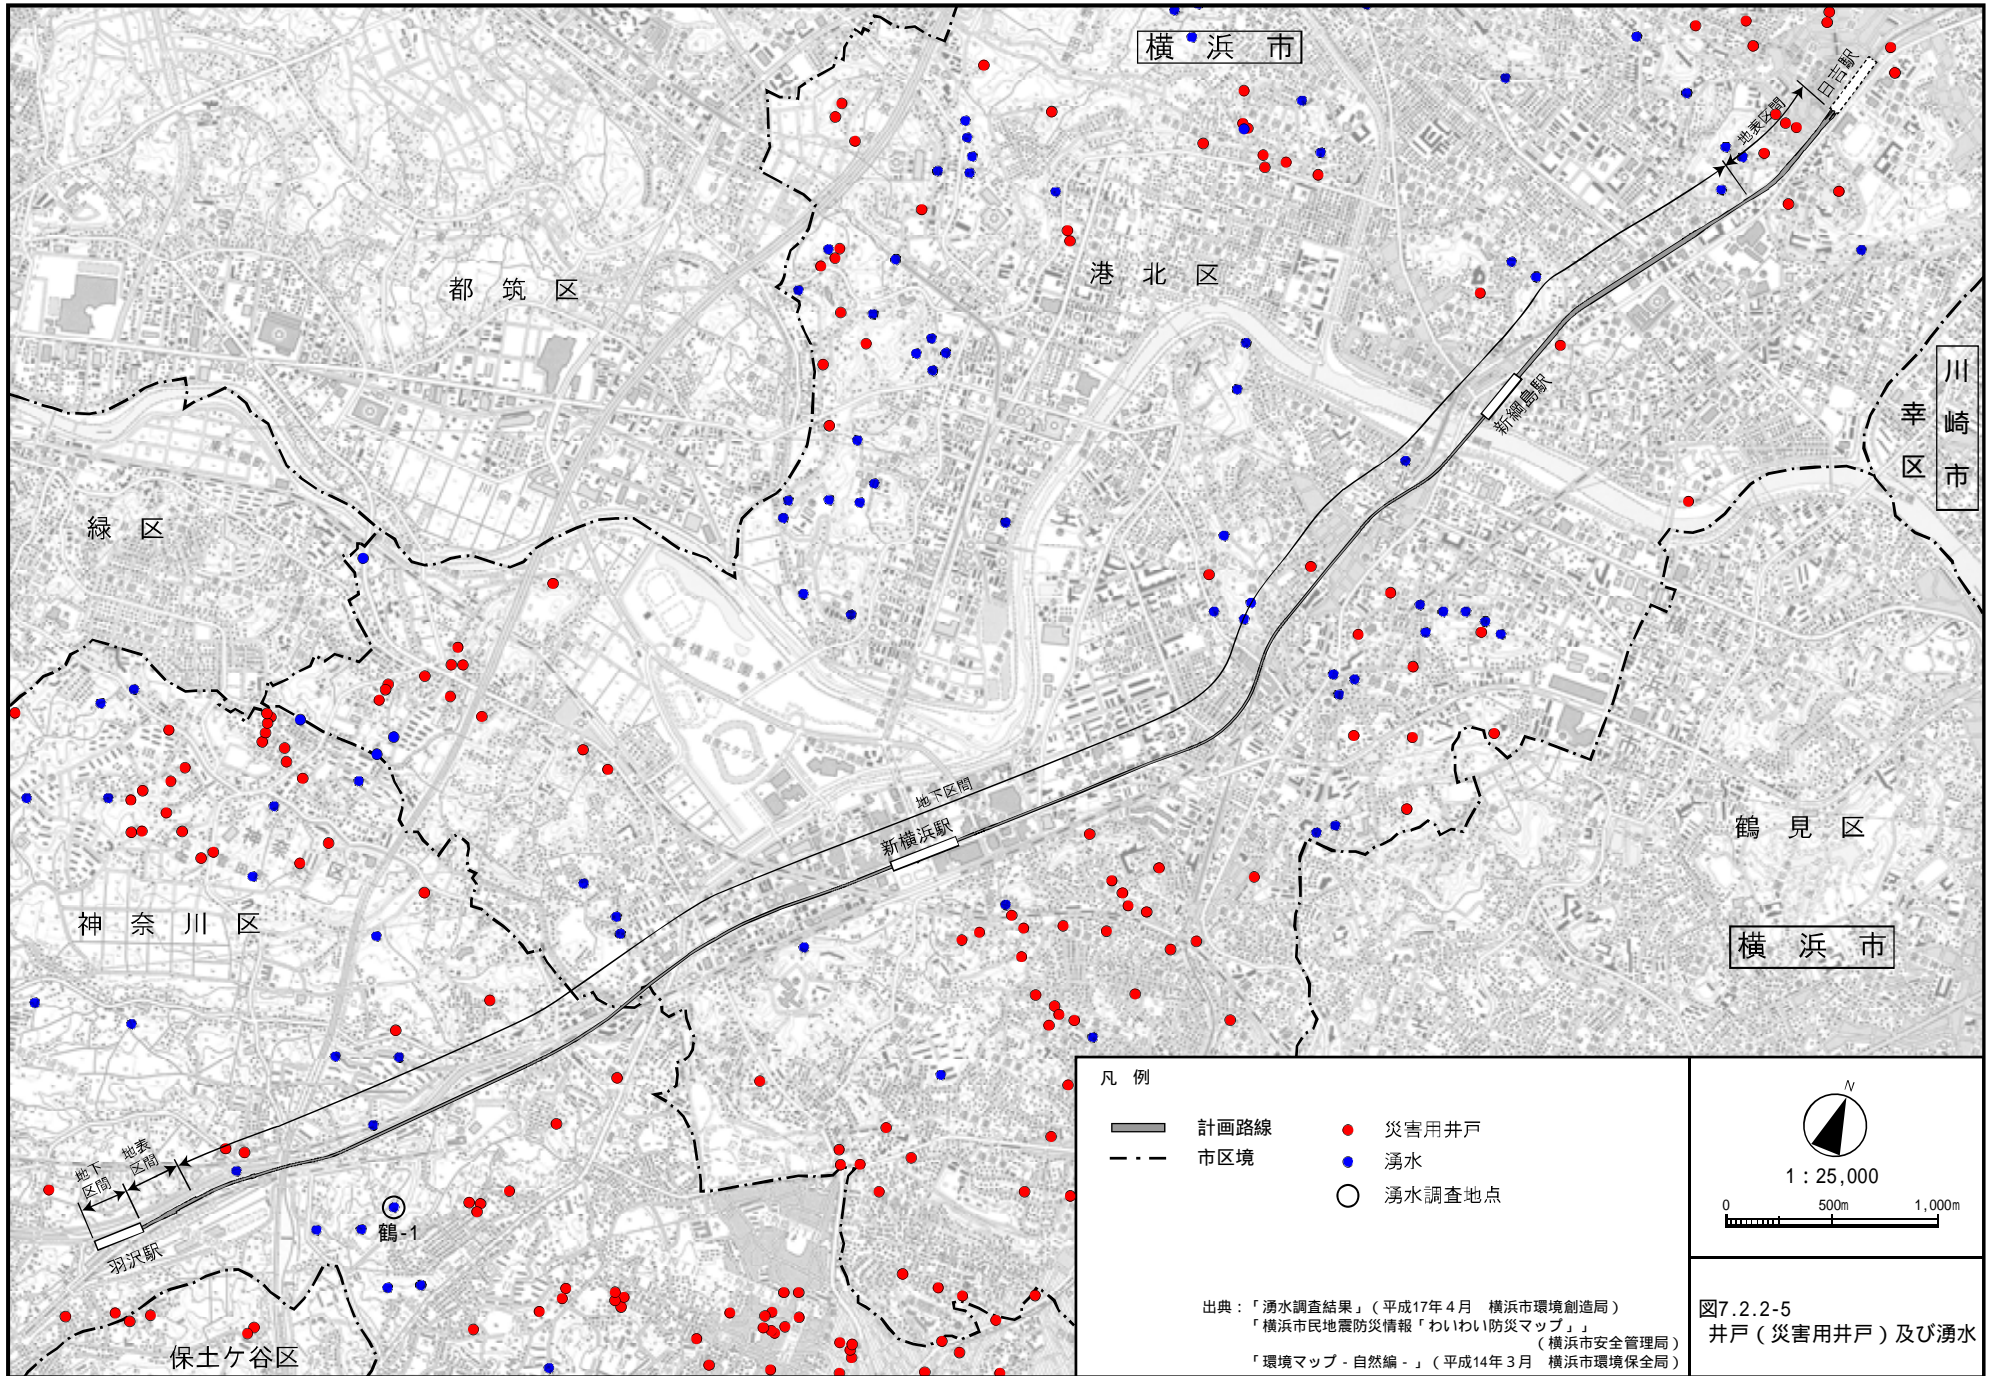 横 浜 市
日吉駅
地表区間
都 筑 区
港 北 区
川崎市
幸区
新綱島駅
緑 区
新横浜公園
地下区間
新横浜駅
鶴 見 区
神 奈 川 区
横 浜 市
地下区間
地表区間
鶴-1
羽沢駅
保土ケ谷区
凡 例
計画路線
市区境
災害用井戸
湧水
湧水調査地点
N
1：25,000
0 500m 1,000m
出典：「湧水調査結果」（平成17年４月 横浜市環境創造局）
「横浜市民地震防災情報「わいわい防災マップ」」
（横浜市安全管理局）
「環境マップ - 自然編 - 」（平成14年３月 横浜市環境保全局）
図7.2.2-5
井戸（災害用井戸）及び湧水